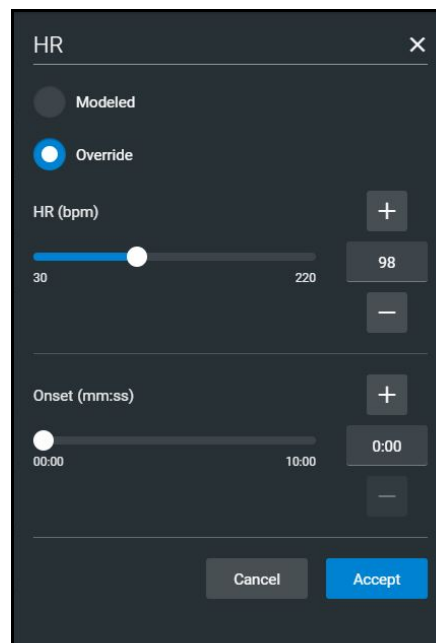 HR
Modeled
Override
HR (bpm)
98
30 220
Onset (mm:ss)
0:00
00:00 10:00
Cancel Accept